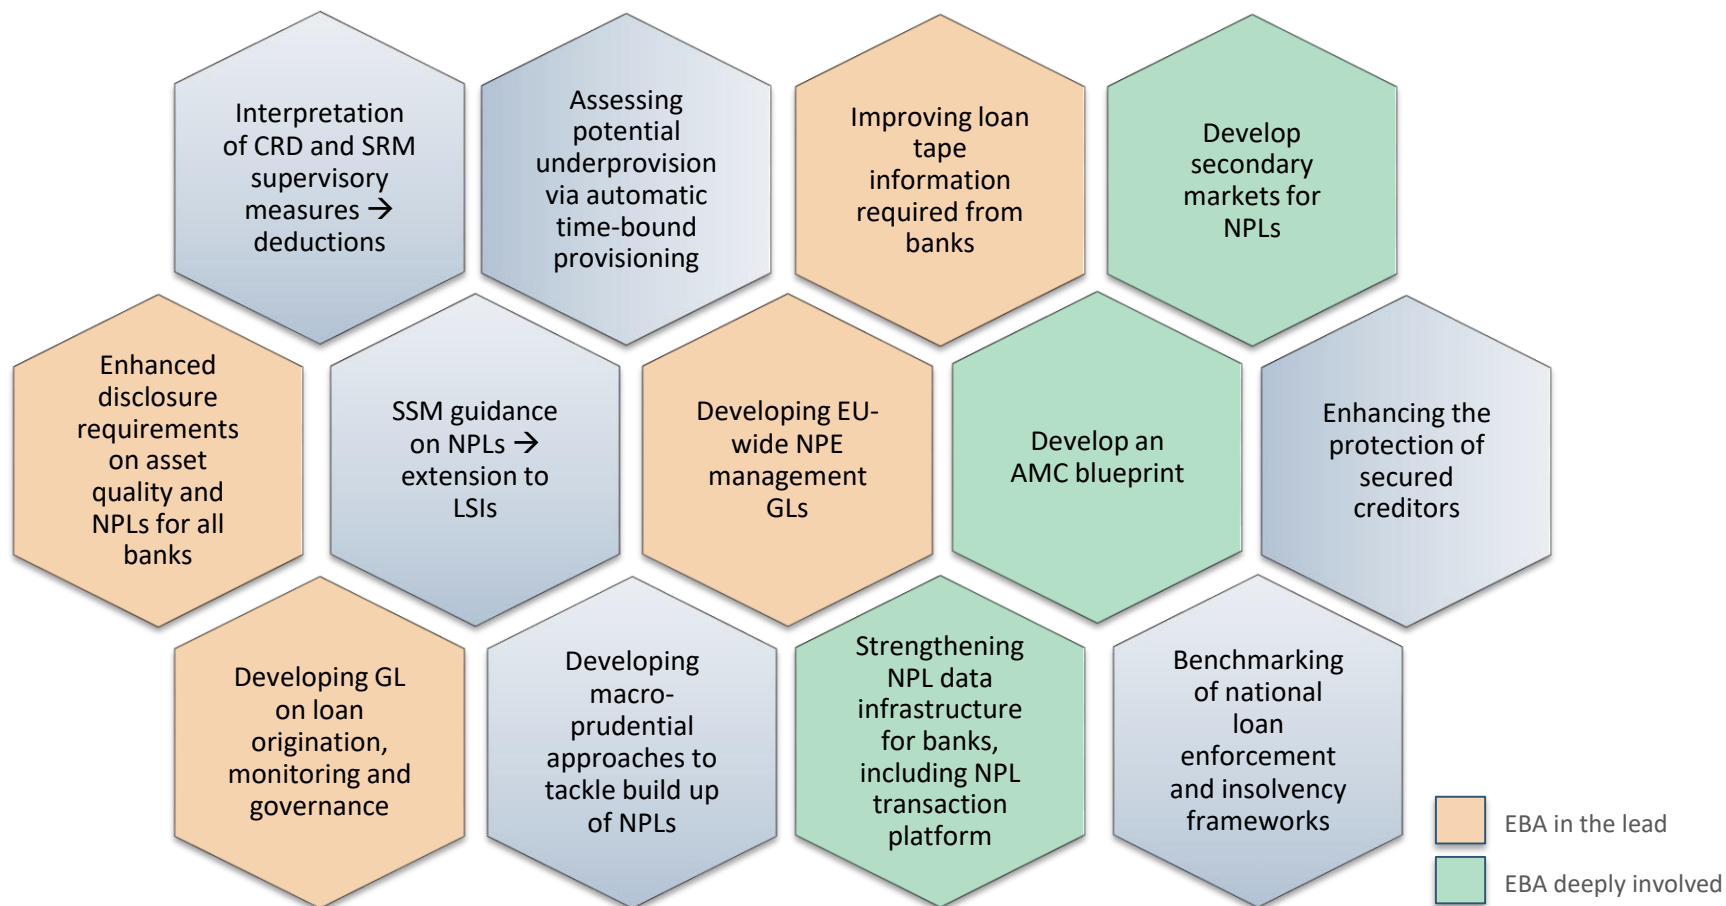 Interpretation
of CRD and SRM
supervisory
measures →
deductions
Assessing
potential
underprovision
via automatic
time-bound
provisioning
Improving loan
tape
information
required from
banks
Develop
secondary
markets for
NPLs
Enhanced
disclosure
requirements
on asset
quality and
NPLs for all
banks
SSM guidance
on NPLs →
extension to
LSIs
Developing EU-
wide NPE
management
GLs
Develop an
AMC blueprint
Enhancing the
protection of
secured
creditors
Developing GL
on loan
origination,
monitoring and
governance
Developing
macro-
prudential
approaches to
tackle build up
of NPLs
Strengthening
NPL data
infrastructure
for banks,
including NPL
transaction
platform
Benchmarking
of national
loan
enforcement
and insolvency
frameworks
EBA in the lead
EBA deeply involved